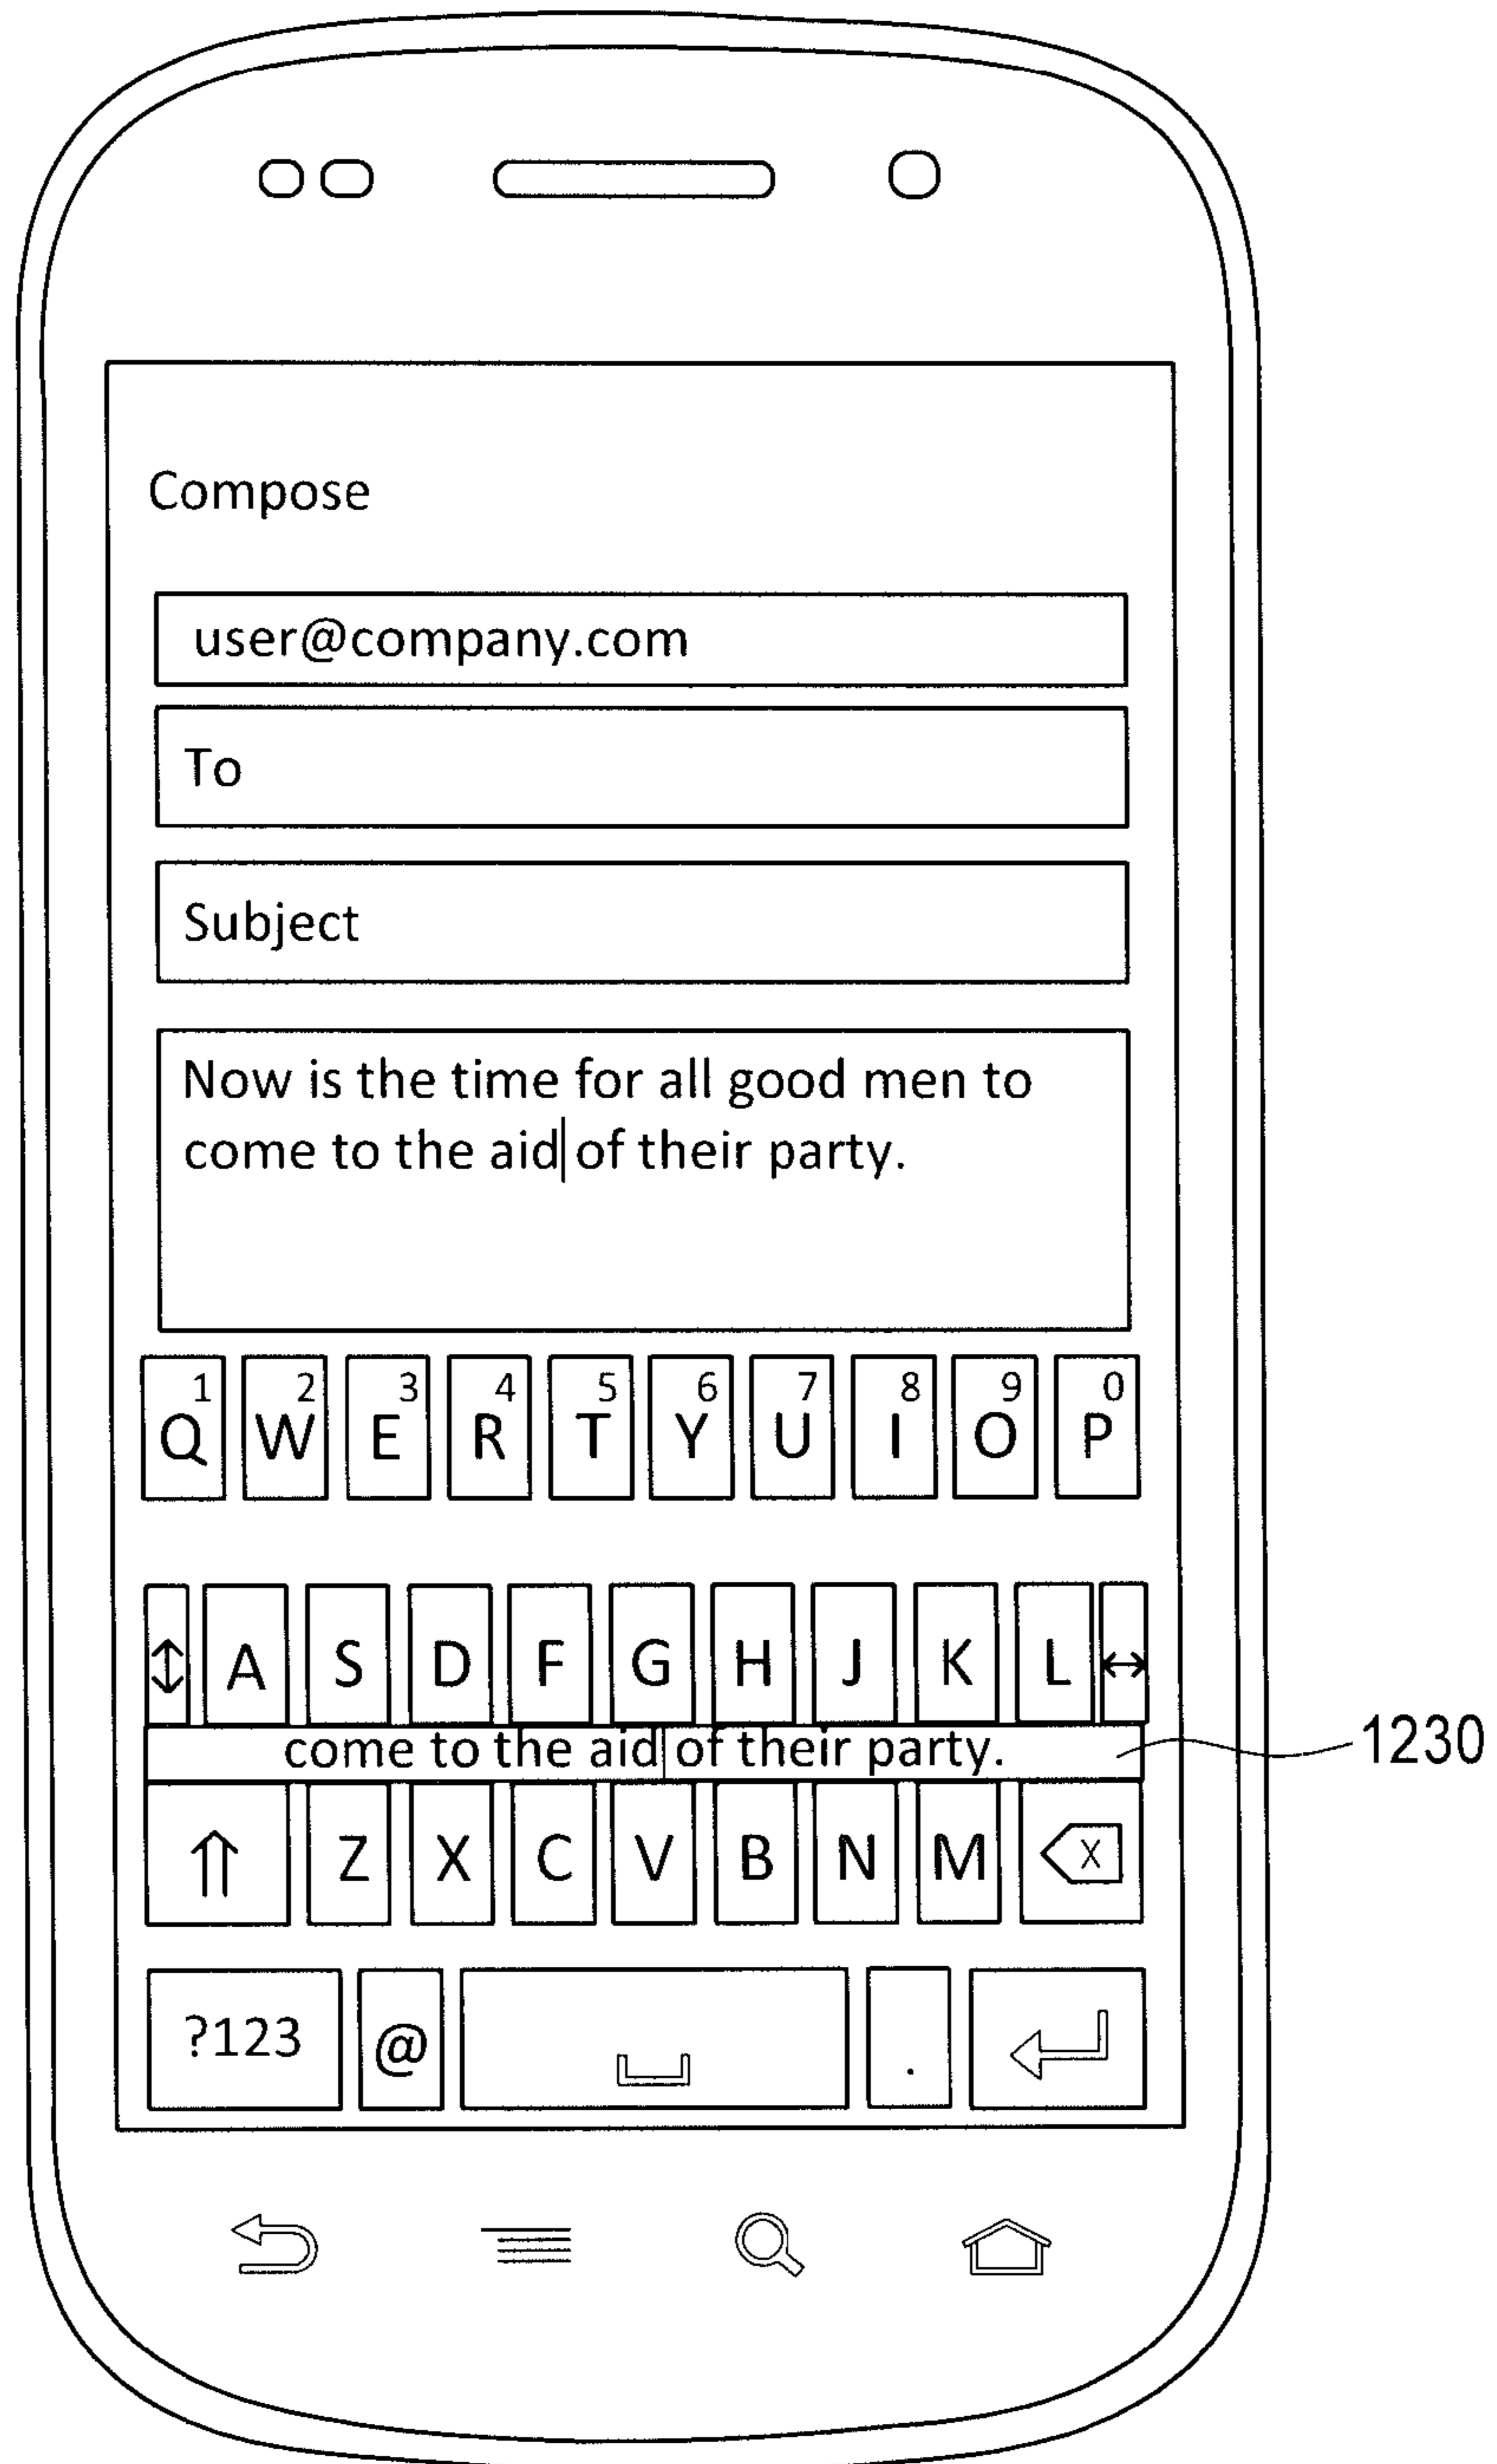 Compose
user@company.com
To
Subject
Now is the time for all good men to
come to the aid of their party.
1 2 3 4 5 6 7 8 9 0
Q W E R T Y U I O P
A S D F G H J K L
come to the aid of their party. 1230
Z X C V B N M X
?123 @ .